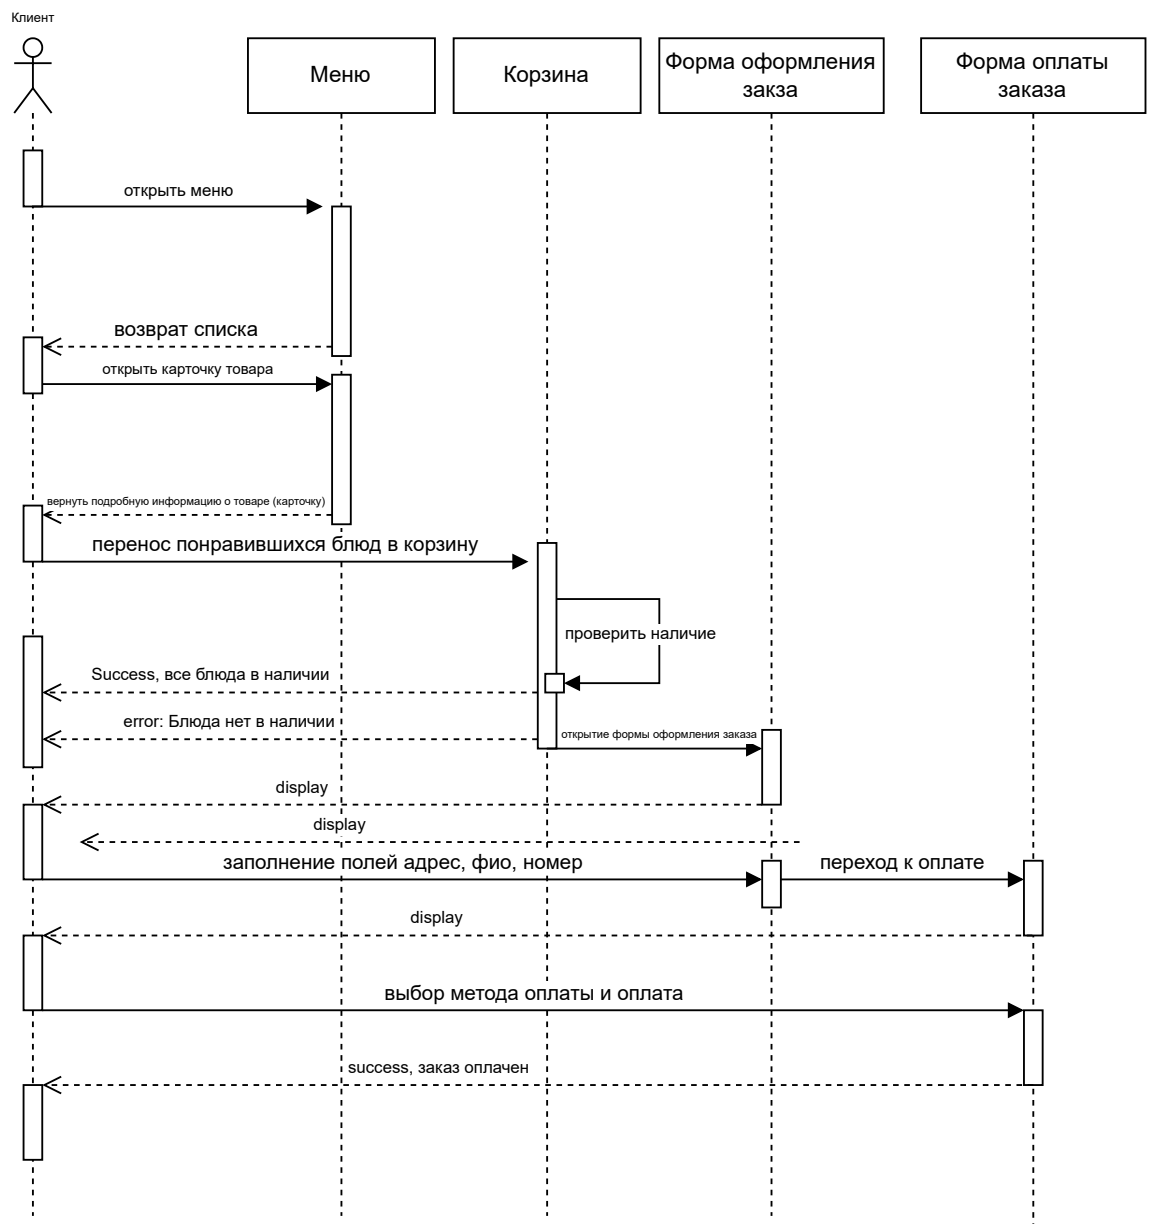 Клиент
Меню
Корзина
Форма оформления
закза
Форма оплаты
заказа
открыть меню
возврат списка
открыть карточку товара
вернуть подробную информацию о товаре (карточку)
перенос понравившихся блюд в корзину
проверить наличие
Success, все блюда в наличии
error: Блюда нет в наличии
открытие формы оформления заказа
display
display
заполнение полей адрес, фио, номер
переход к оплате
display
выбор метода оплаты и оплата
success, заказ оплачен